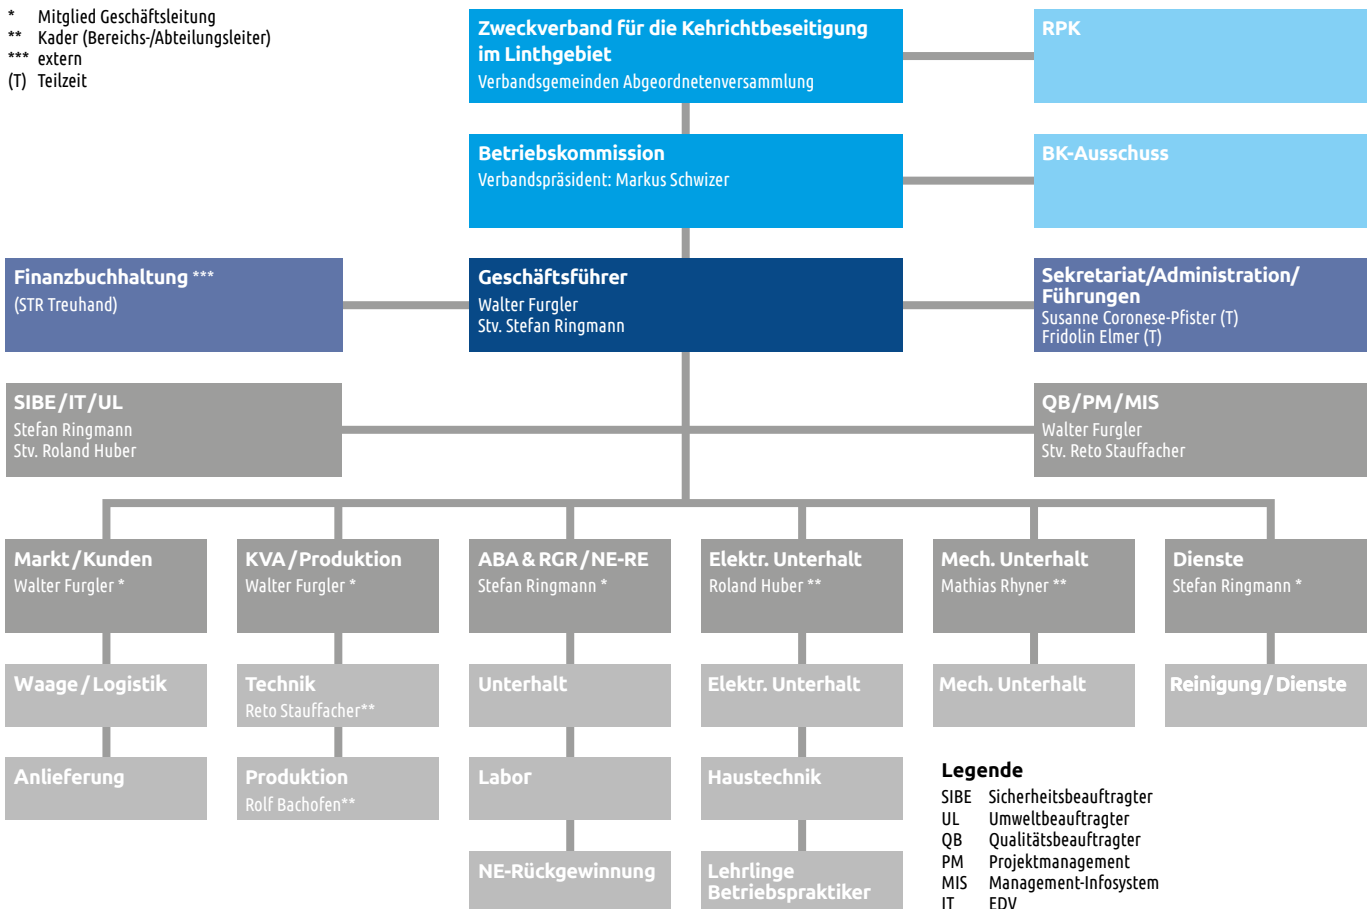 * Mitglied Geschäftsleitung
** Kader (Bereichs-/Abteilungsleiter)
*** extern
(T) Teilzeit
Zweckverband für die Kehrichtbeseitigung
im Linthgebiet
Verbandsgemeinden Abgeordnetenversammlung
RPK
Betriebskommission
Verbandspräsident: Markus Schwizer
BK-Ausschuss
Finanzbuchhaltung ***
(STR Treuhand)
Geschäftsführer
Walter Furgler
Stv. Stefan Ringmann
Sekretariat/Administration/
Führungen
Susanne Coronese-Pfister (T)
Fridolin Elmer (T)
SIBE/IT/UL
Stefan Ringmann
Stv. Roland Huber
QB/PM/MIS
Walter Furgler
Stv. Reto Stauffacher
Markt/Kunden
Walter Furgler *
KVA/Produktion
Walter Furgler *
ABA & RGR/NE-RE
Stefan Ringmann *
Elektr. Unterhalt
Roland Huber **
Mech. Unterhalt
Mathias Rhyner **
Dienste
Stefan Ringmann *
Waage/Logistik
Technik
Reto Stauffacher**
Unterhalt
Elektr. Unterhalt
Mech. Unterhalt
Reinigung/Dienste
Anlieferung
Produktion
Rolf Bachofen**
Labor
Haustechnik
NE-Rückgewinnung
Lehrlinge
Betriebspraktiker
Legende
SIBE Sicherheitsbeauftragter
UL Umweltbeauftragter
QB Qualitätsbeauftragter
PM Projektmanagement
MIS Management-Infosystem
IT EDV